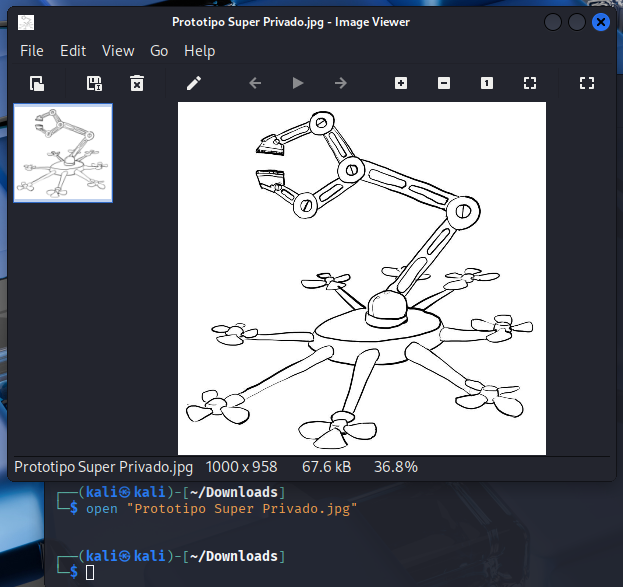 Prototipo Super Privado.jpg - Image Viewer
File Edit View Go Help
1
Prototipo Super Privado.jpg 1000 x 958 67.6 kB 36.8%
┌──(kali㉿kali)-[~/Downloads]
└─$ open "Prototipo Super Privado.jpg"
┌──(kali㉿kali)-[~/Downloads]
└─$